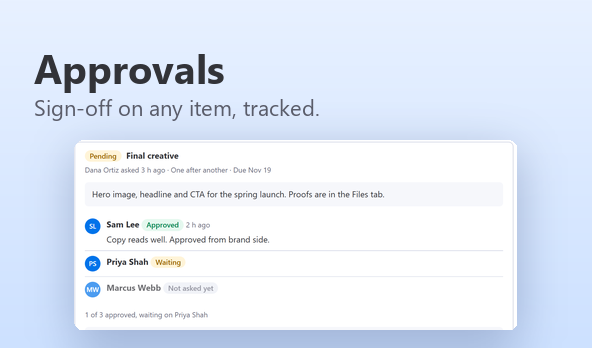 Approvals
Sign-off on any item, tracked.
Pending Final creative
Dana Ortiz asked 3 h ago · One after another · Due Nov 19
Hero image, headline and CTA for the spring launch. Proofs are in the Files tab.
SL Sam Lee Approved 2 h ago
Copy reads well. Approved from brand side.
PS Priya Shah Waiting
MW Marcus Webb Not asked yet
1 of 3 approved, waiting on Priya Shah